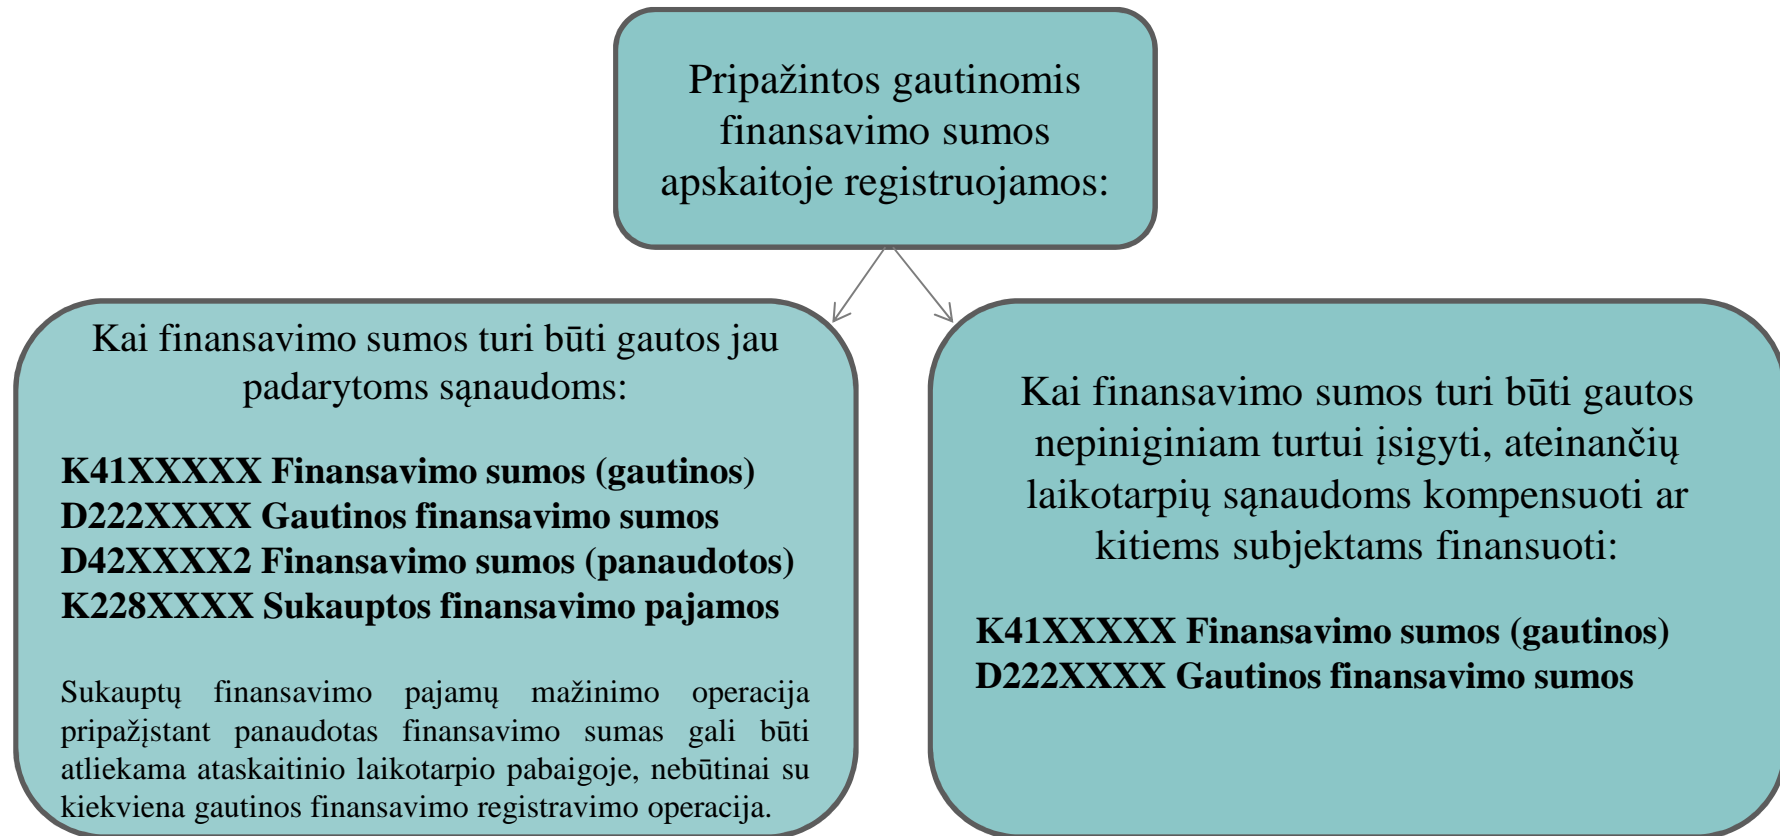 Pripažintos gautinomis
finansavimo sumos
apskaitoje registruojamos:
Kai finansavimo sumos turi būti gautos jau
padarytoms sąnaudoms:
K41XXXXX Finansavimo sumos (gautinos)
D222XXXX Gautinos finansavimo sumos
D42XXXX2 Finansavimo sumos (panaudotos)
K228XXXX Sukauptos finansavimo pajamos
Sukauptų finansavimo pajamų mažinimo operacija
pripažįstant panaudotas finansavimo sumas gali būti
atliekama ataskaitinio laikotarpio pabaigoje, nebūtinai su
kiekviena gautinos finansavimo registravimo operacija.
Kai finansavimo sumos turi būti gautos
nepiniginiam turtui įsigyti, ateinančių
laikotarpių sąnaudoms kompensuoti ar
kitiems subjektams finansuoti:
K41XXXXX Finansavimo sumos (gautinos)
D222XXXX Gautinos finansavimo sumos